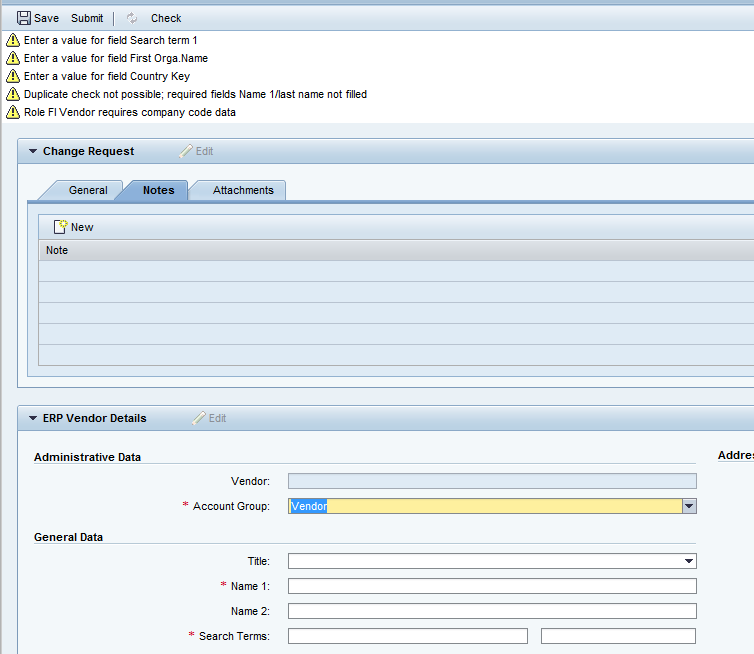 Save Submit Check
Enter a value for field Search term 1
Enter a value for field First Orga.Name
Enter a value for field Country Key
Duplicate check not possible; required fields Name 1/last name not filled
Role FI Vendor requires company code data
Change Request Edit
General Notes Attachments
New
Note
ERP Vendor Details Edit
Administrative Data Addres
Vendor:
* Account Group: Vendor
General Data
Title:
* Name 1:
Name 2:
* Search Terms: